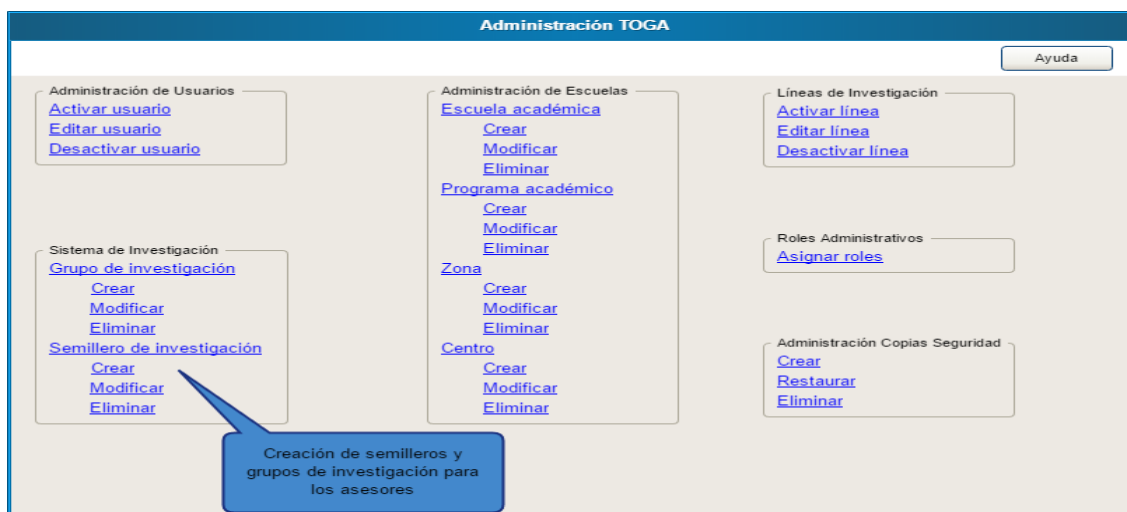 Administración TOGA
Ayuda
Administración de Usuarios
Activar usuario
Editar usuario
Desactivar usuario
Sistema de Investigación
Grupo de investigación
Crear
Modificar
Eliminar
Semillero de investigación
Crear
Modificar
Eliminar
Creación de semilleros y
grupos de investigación para
los asesores
Administración de Escuelas
Escuela académica
Crear
Modificar
Eliminar
Programa académico
Crear
Modificar
Eliminar
Zona
Crear
Modificar
Eliminar
Centro
Crear
Modificar
Eliminar
Líneas de Investigación
Activar línea
Editar línea
Desactivar línea
Roles Administrativos
Asignar roles
Administración Copias Seguridad
Crear
Restaurar
Eliminar